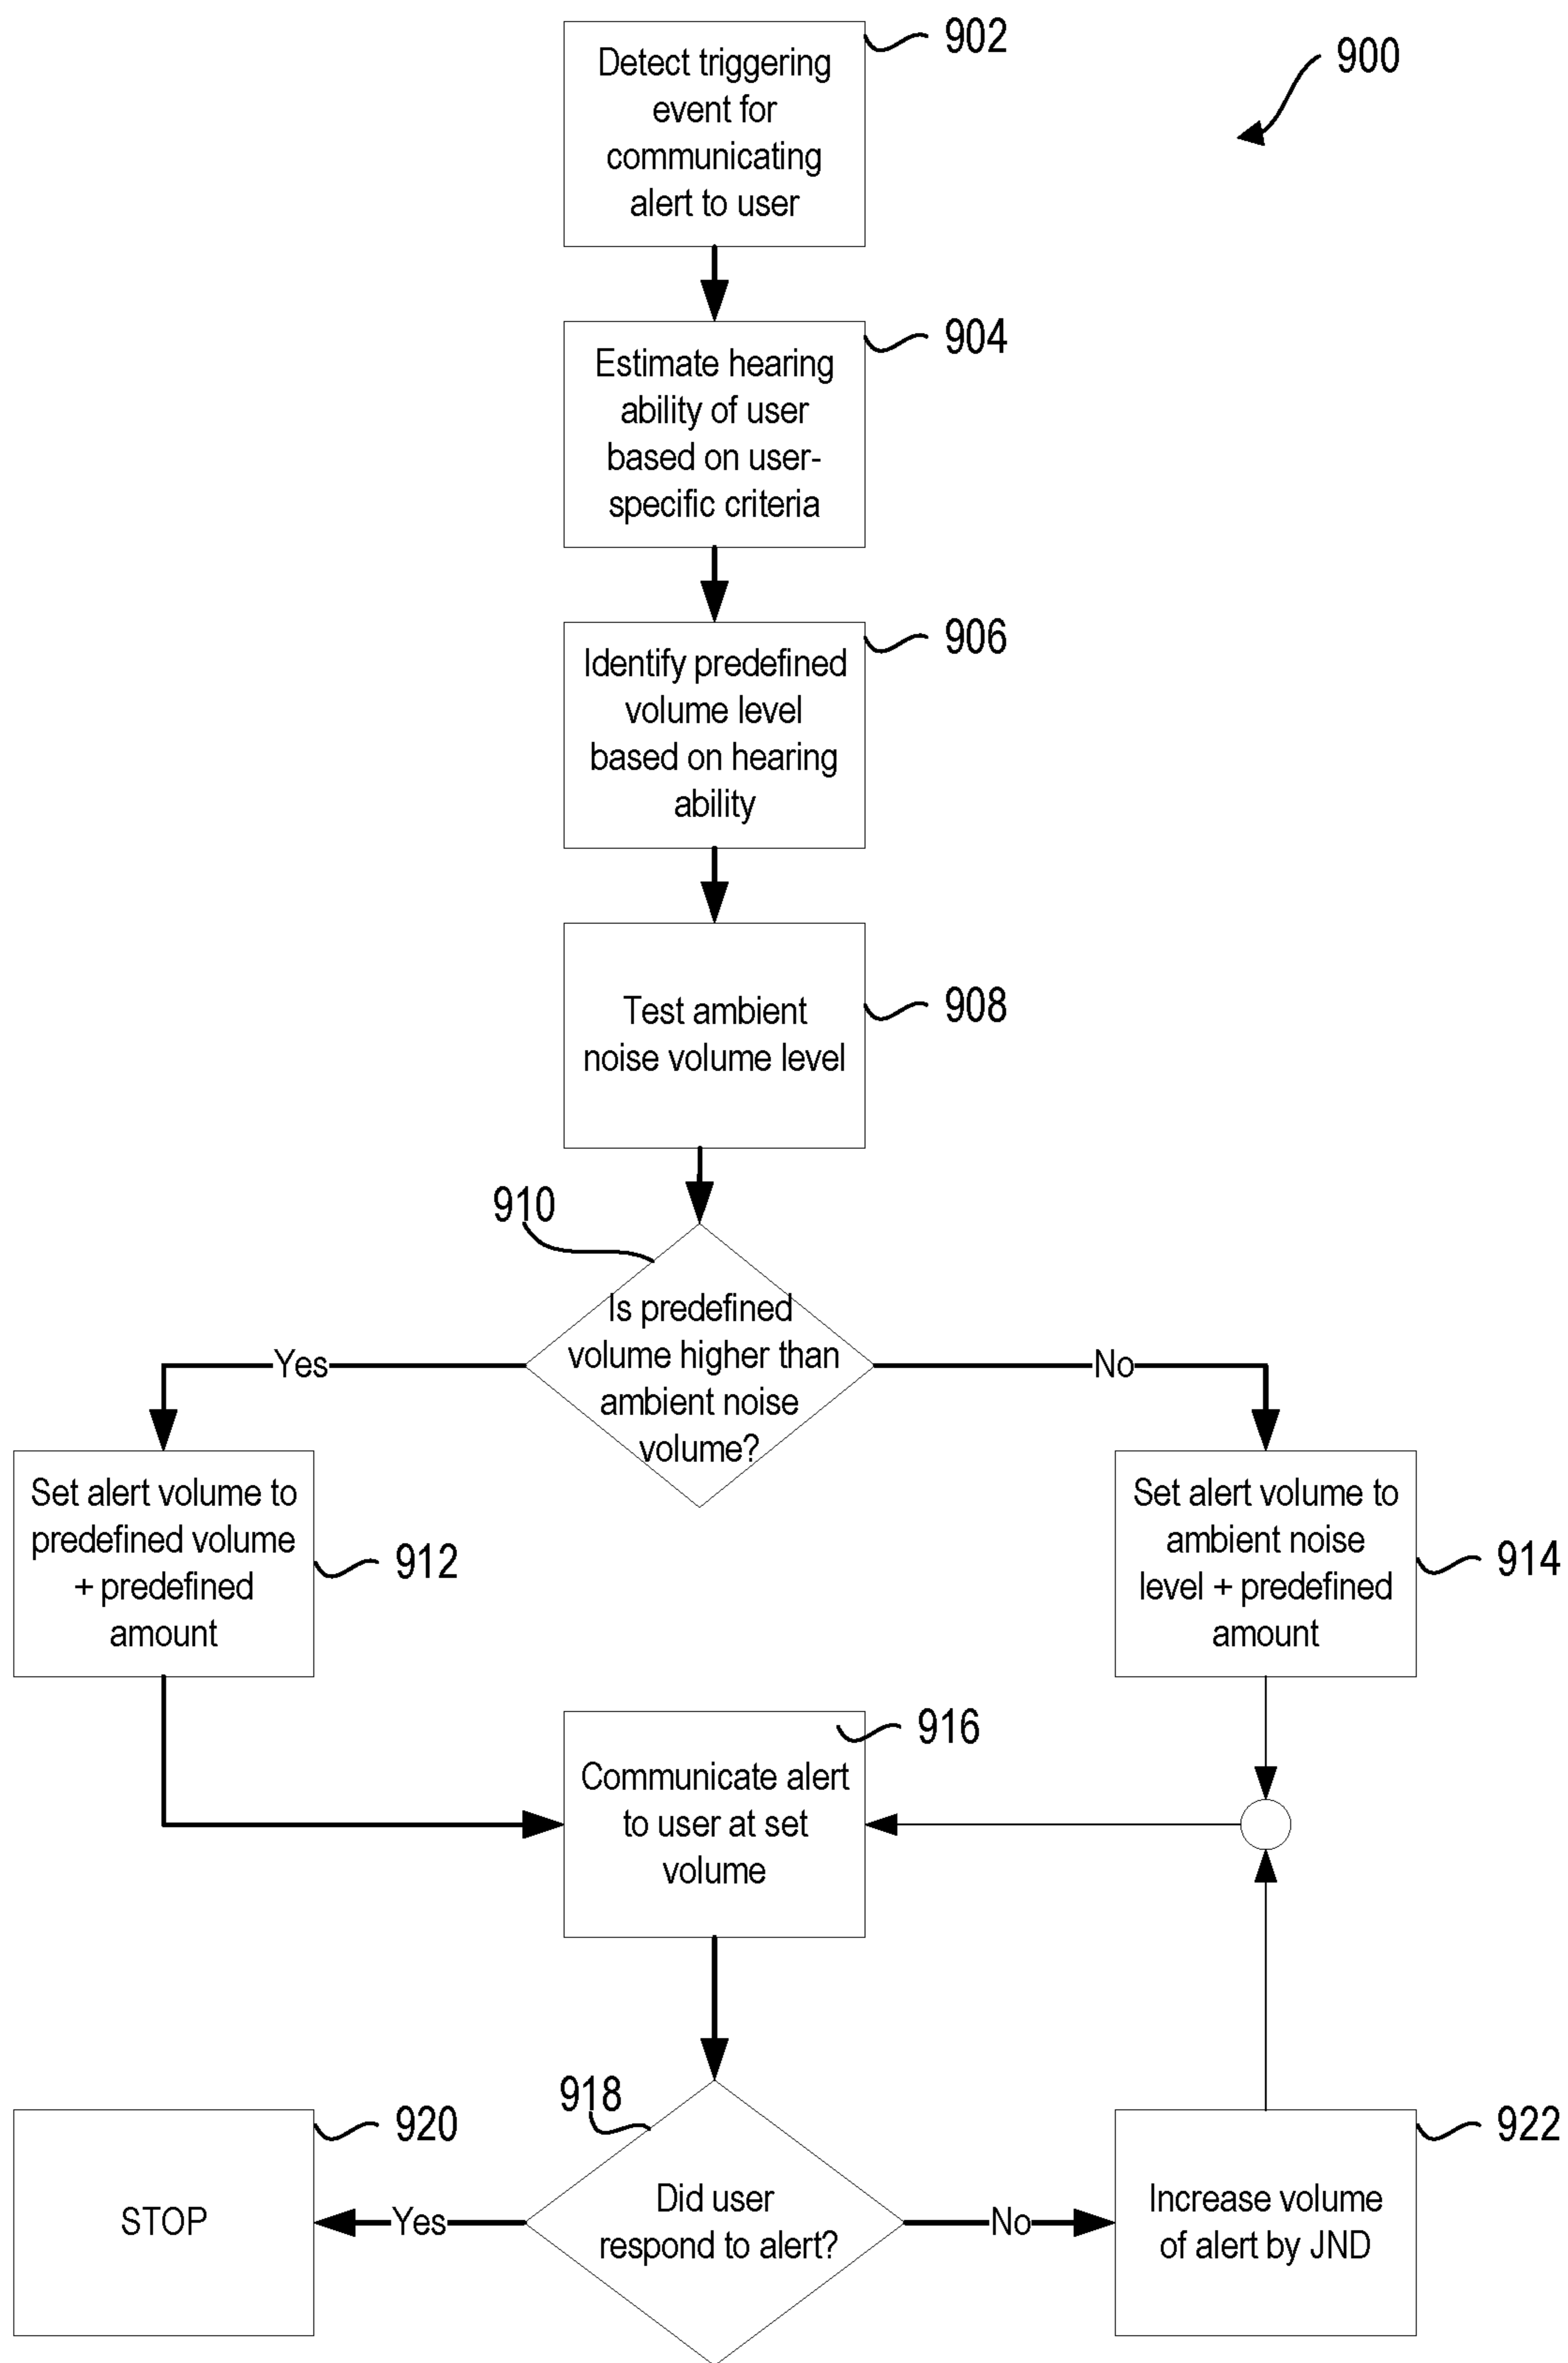 902
900
Detect triggering
event for
communicating
alert to user
904
Estimate hearing
ability of user
based on user-
specific criteria
906
Identify predefined
volume level
based on hearing
ability
908
Test ambient
noise volume level
910
Is predefined
volume higher than
ambient noise
volume?
Yes
No
Set alert volume to
predefined volume
+ predefined
amount
912
Set alert volume to
ambient noise
level + predefined
amount
914
916
Communicate alert
to user at set
volume
918
Did user
respond to alert?
Yes
No
920
STOP
922
Increase volume
of alert by JND